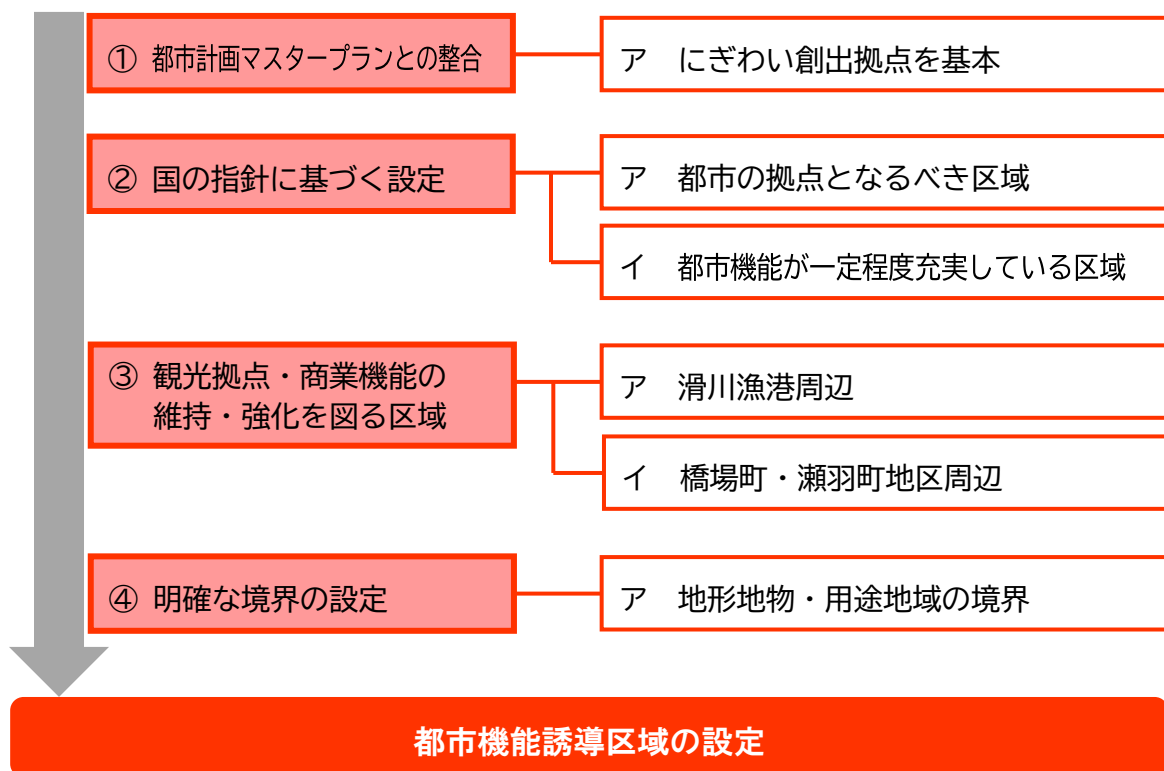 ① 都市計画マスタープランとの整合
ア にぎわい創出拠点を基本
② 国の指針に基づく設定
ア 都市の拠点となるべき区域
イ 都市機能が一定程度充実している区域
③ 観光拠点・商業機能の
維持・強化を図る区域
ア 滑川漁港周辺
イ 橋場町・瀬羽町地区周辺
④ 明確な境界の設定
ア 地形地物・用途地域の境界
都市機能誘導区域の設定